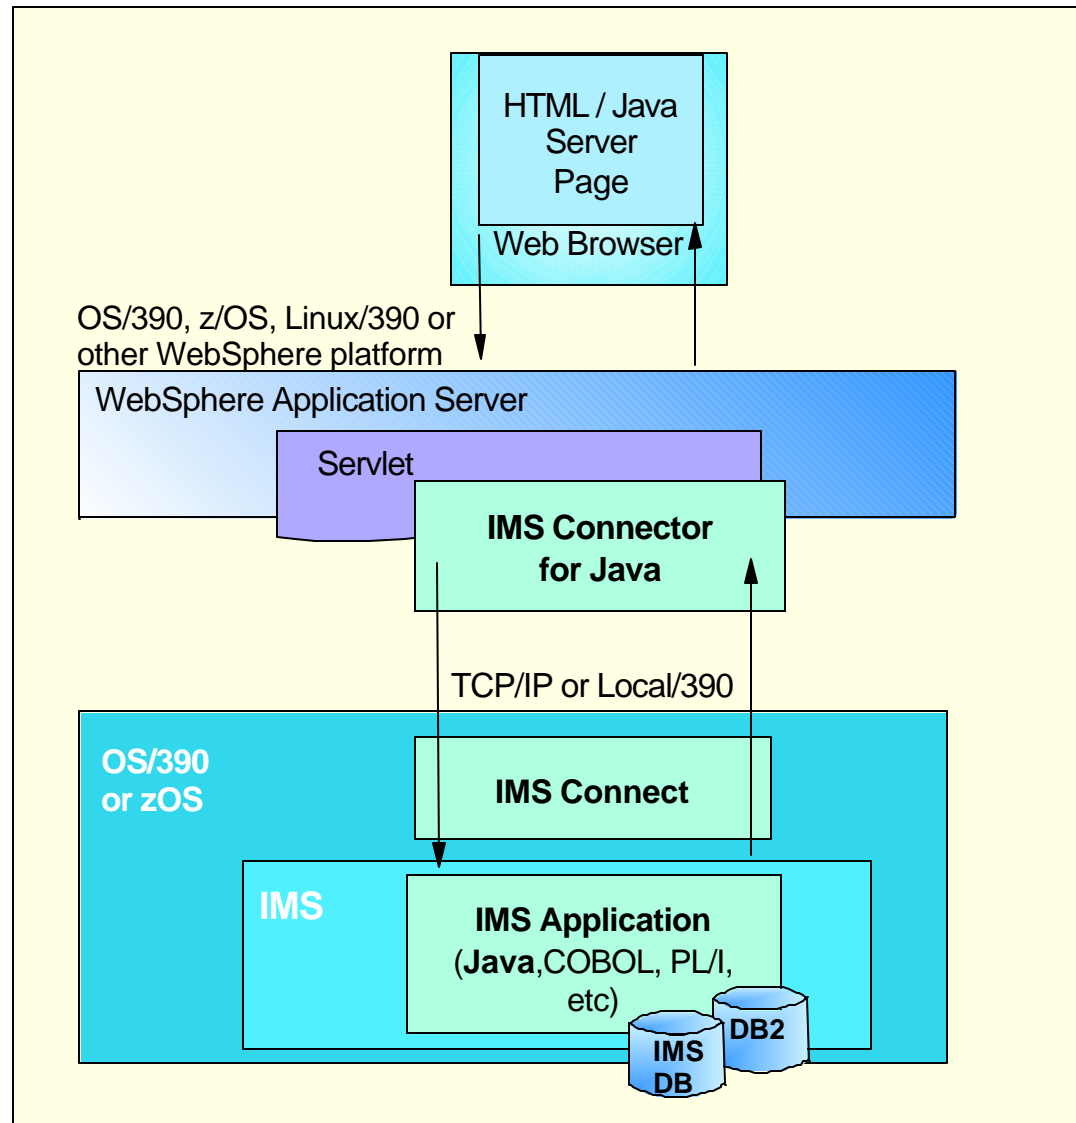 HTML / Java
Server
Page
Web Browser
OS/390, z/OS, Linux/390 or
other WebSphere platform
WebSphere Application Server
Servlet
IMS Connector
for Java
TCP/IP or Local/390
OS/390
or zOS
IMS Connect
IMS
IMS Application
(Java,COBOL, PL/I,
etc)
DB2
IMS
DB